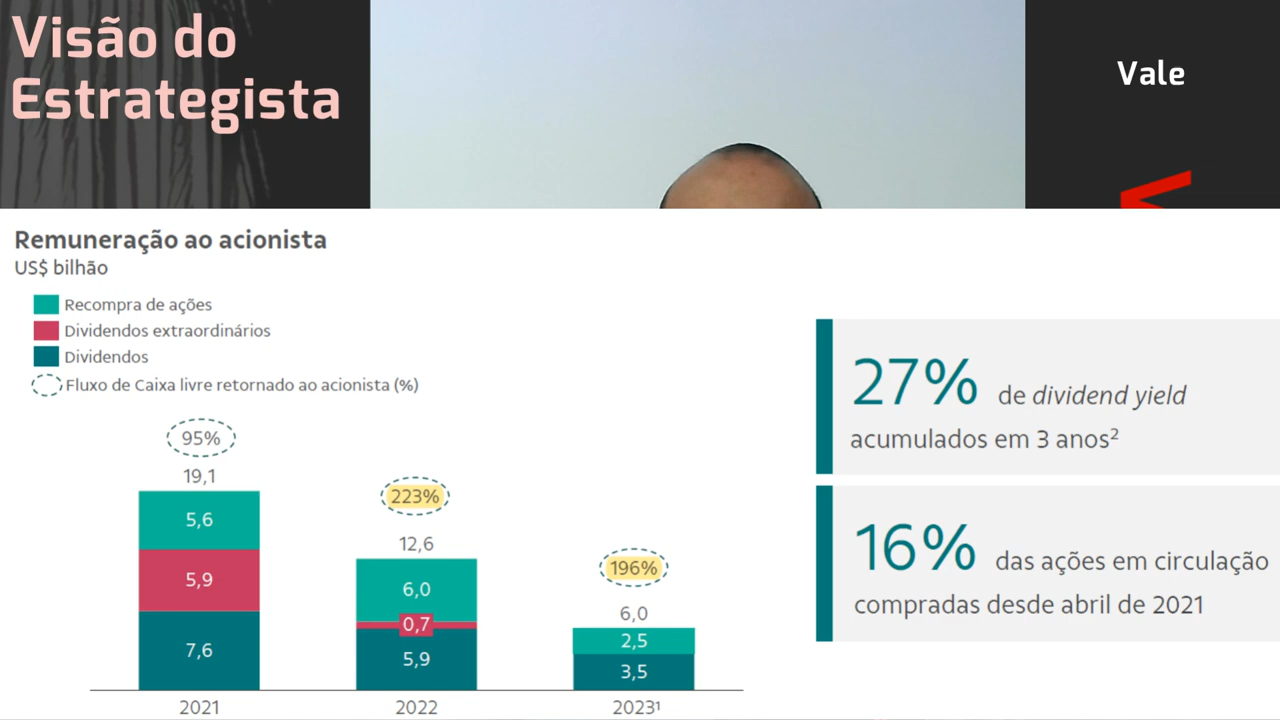 Visão do
Estrategista
Vale
Remuneração ao acionista
US$ bilhão
Recompra de ações
Dividendos extraordinários
Dividendos
Fluxo de Caixa livre retornado ao acionista (%)
95%
19,1
5,6
5,9
7,6
2021
223%
12,6
6,0
0,7
5,9
2022
196%
6,0
2,5
3,5
2023¹
27% de dividend yield
acumulados em 3 anos²
16% das ações em circulação
compradas desde abril de 2021